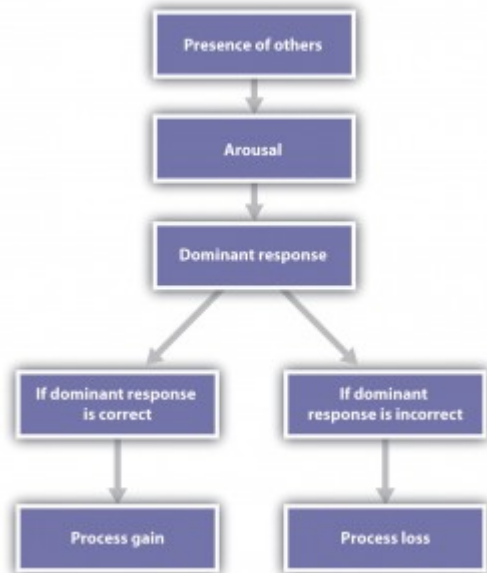 Presence of others
Arousal
Dominant response
If dominant response
is correct
If dominant
response is incorrect
Process gain
Process loss